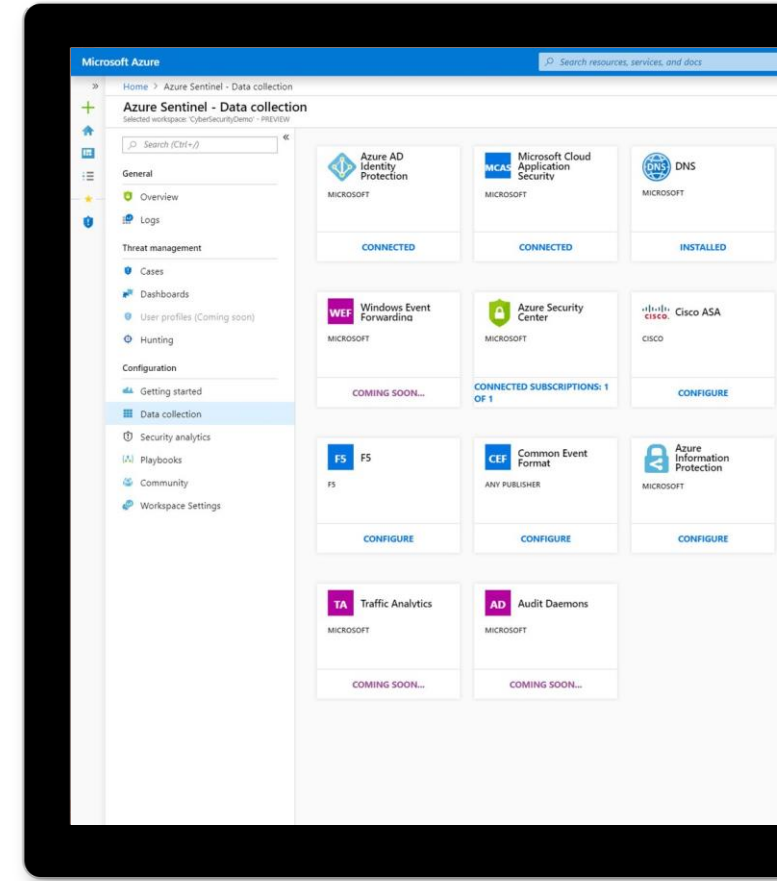 Microsoft Azure
Search resources, services, and docs
Home > Azure Sentinel - Data collection
Azure Sentinel - Data collection
Selected workspace: 'CyberSecurityDemo' - PREVIEW
Search (Ctrl+/)
General
Overview
Logs
Threat management
Cases
Dashboards
User profiles (Coming soon)
Hunting
Configuration
Getting started
Data collection
Security analytics
Playbooks
Community
Workspace Settings
Azure AD
Identity
Protection
MICROSOFT
CONNECTED
MCAS
Microsoft Cloud
Application
Security
MICROSOFT
CONNECTED
DNS
DNS
MICROSOFT
INSTALLED
WEF
Windows Event
Forwarding
MICROSOFT
COMING SOON...
Azure Security
Center
MICROSOFT
CONNECTED SUBSCRIPTIONS: 1
OF 1
CISCO.
Cisco ASA
CISCO
CONFIGURE
F5
F5
F5
CONFIGURE
CEF
Common Event
Format
ANY PUBLISHER
CONFIGURE
Azure
Information
Protection
MICROSOFT
CONFIGURE
TA
Traffic Analytics
MICROSOFT
COMING SOON...
AD
Audit Daemons
MICROSOFT
COMING SOON...